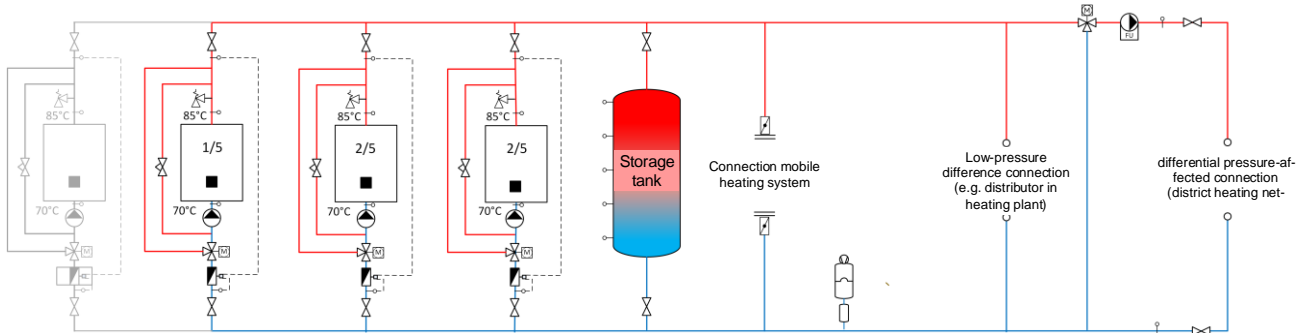 M
FU
85°C
85°C
85°C
85°C
1/5
2/5
2/5
Storage
tank
Connection mobile
heating system
Low-pressure
difference connection
(e.g. distributor in
heating plant)
differential pressure-af-
fected connection
(district heating net-
70°C
70°C
70°C
70°C
M
M
M
M